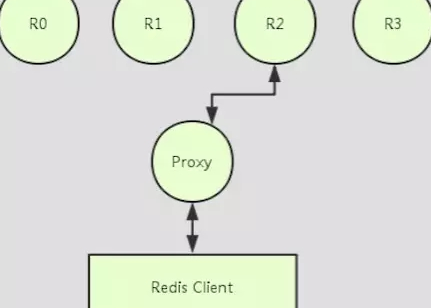 R0 R1 R2 R3
Proxy
Redis Client